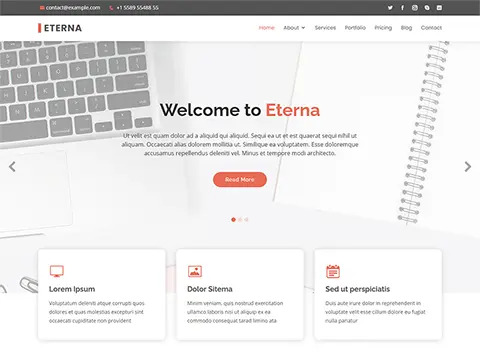 contact@example.com +1 5589 55488 55
ETERNA
Home About Services Portfolio Pricing Blog Contact
Welcome to Eterna
Ut velit est quam dolor ad a aliquid qui aliquid. Sequi ea ut et est quaerat sequi nihil ut
aliquam. Occaecati alias dolorem mollitia ut. Similique ea voluptatem. Esse doloremque
accusamus repellendus deleniti vel. Minus et tempore modi architecto.
Read More
Lorem Ipsum
Voluptatum deleniti atque corrupti quos
dolores et quas molestias excepturi sint
occaecati cupiditate non provident
Dolor Sitema
Minim veniam, quis nostrud exercitation
ullamco laboris nisi ut aliquip ex ea
commodo consequat tarad limino ata
Sed ut perspiciatis
Duis aute irure dolor in reprehenderit in
voluptate velit esse cillum dolore eu fugiat
nulla pariatur